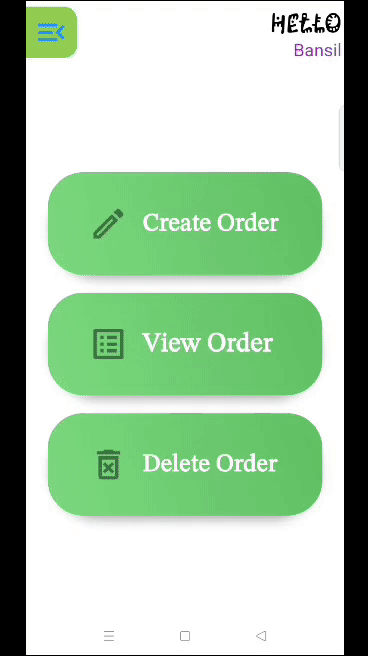 HELLO
Bansil
Create Order
View Order
Delete Order